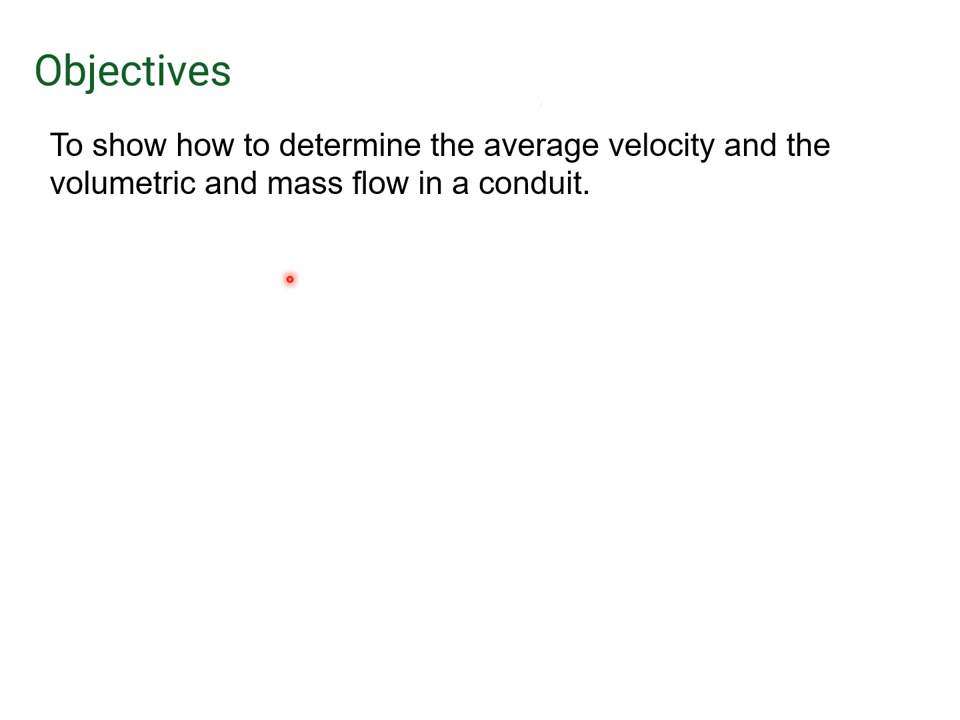 Objectives
To show how to determine the average velocity and the
volumetric and mass flow in a conduit.